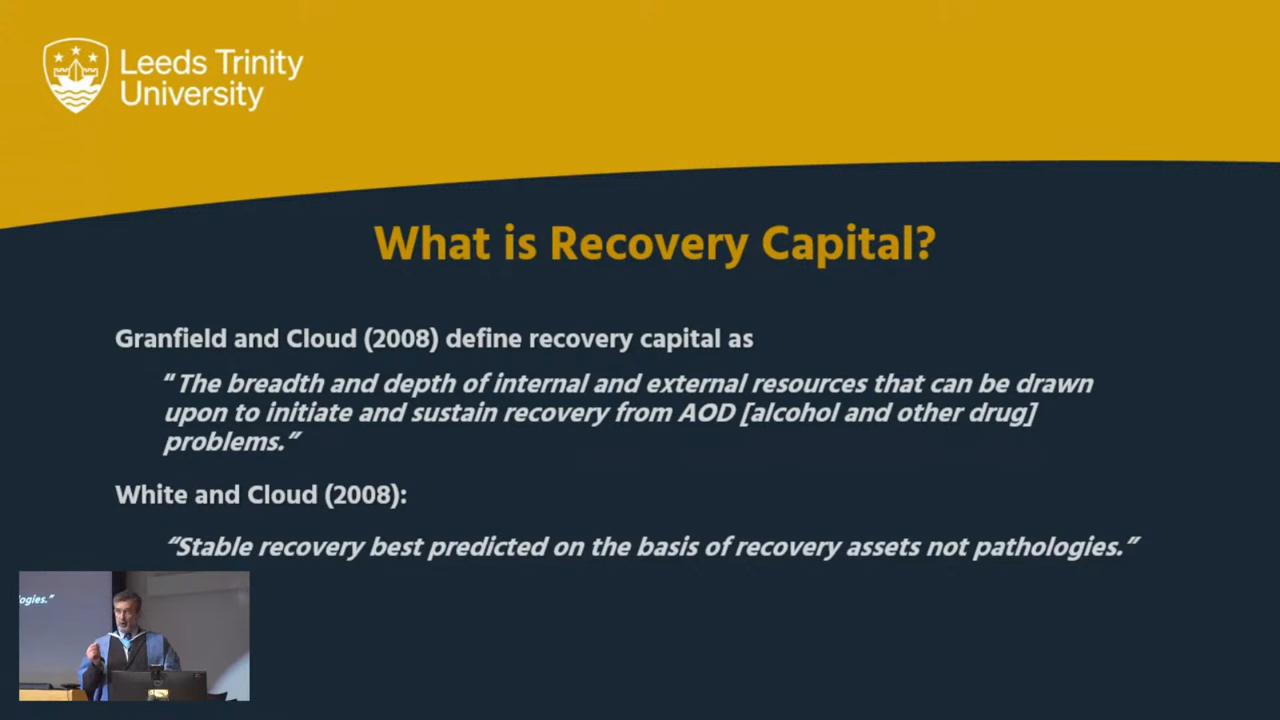 Leeds Trinity
University
What is Recovery Capital?
Granfield and Cloud (2008) define recovery capital as
“The breadth and depth of internal and external resources that can be drawn
upon to initiate and sustain recovery from AOD [alcohol and other drug]
problems.”
White and Cloud (2008):
“Stable recovery best predicted on the basis of recovery assets not pathologies.”
ogies.”